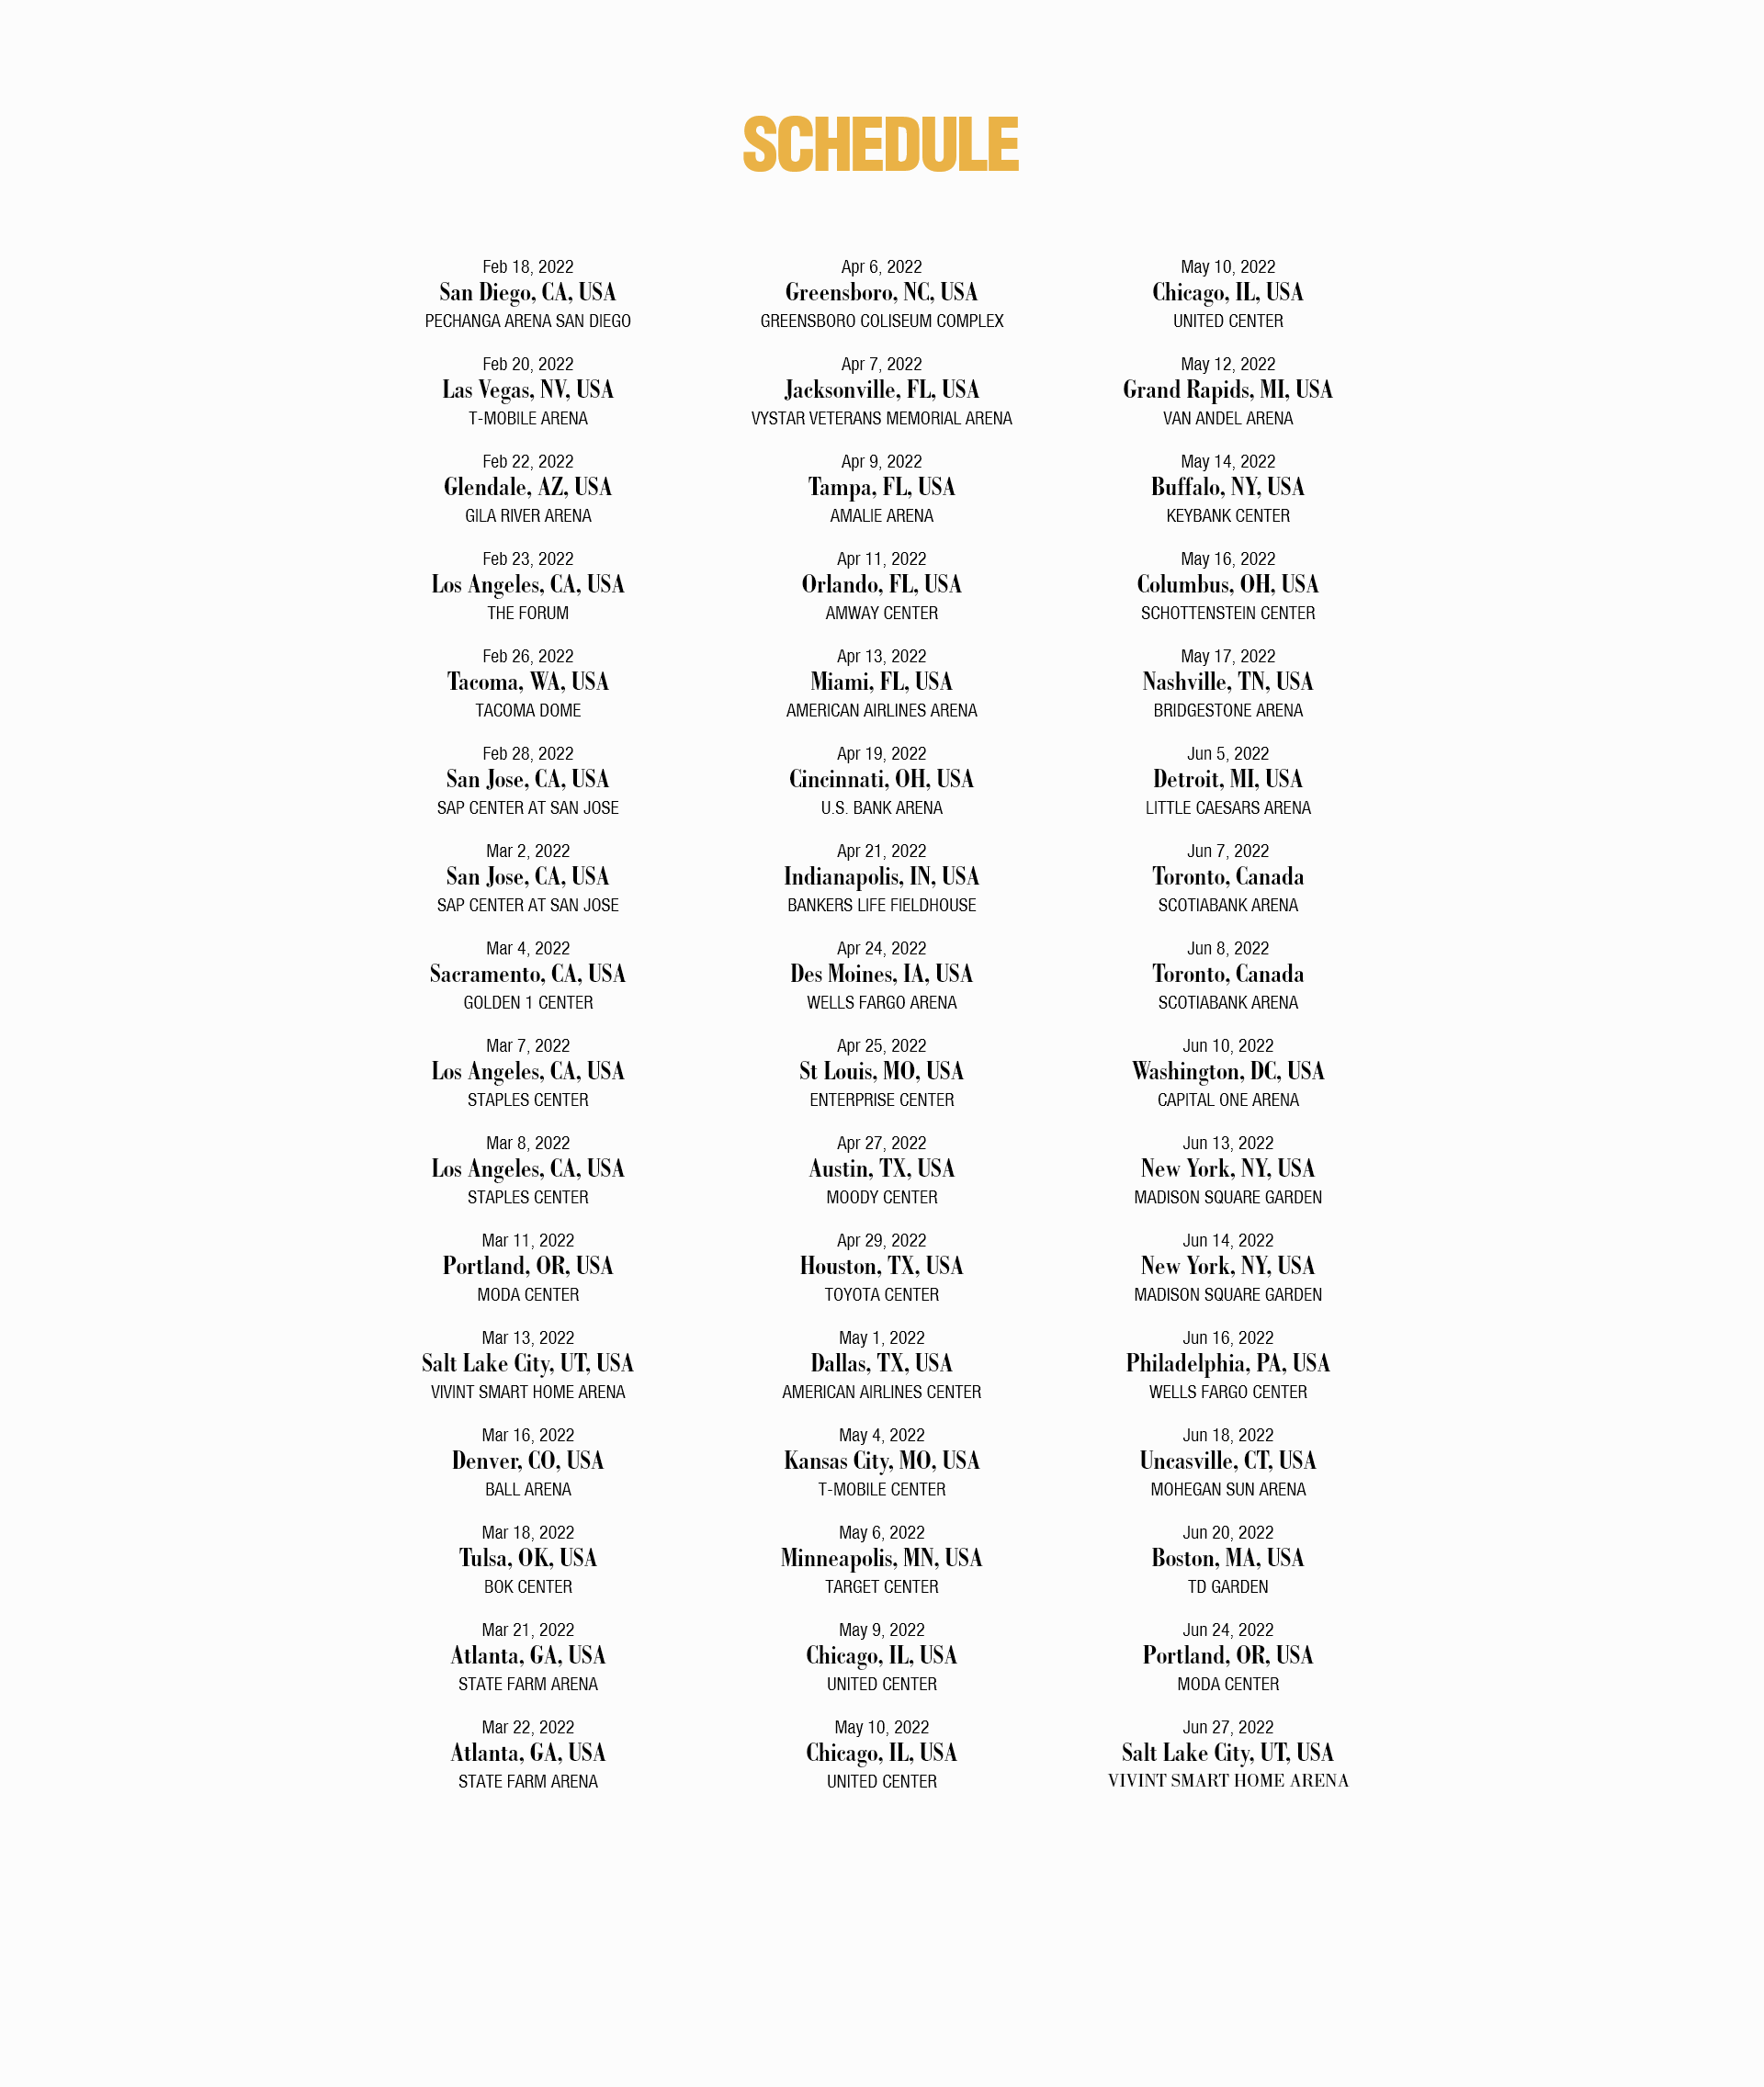 SCHEDULE
Feb 18, 2022
San Diego, CA, USA
PECHANGA ARENA SAN DIEGO
Feb 20, 2022
Las Vegas, NV, USA
T-MOBILE ARENA
Feb 22, 2022
Glendale, AZ, USA
GILA RIVER ARENA
Feb 23, 2022
Los Angeles, CA, USA
THE FORUM
Feb 26, 2022
Tacoma, WA, USA
TACOMA DOME
Feb 28, 2022
San Jose, CA, USA
SAP CENTER AT SAN JOSE
Mar 2, 2022
San Jose, CA, USA
SAP CENTER AT SAN JOSE
Mar 4, 2022
Sacramento, CA, USA
GOLDEN 1 CENTER
Mar 7, 2022
Los Angeles, CA, USA
STAPLES CENTER
Mar 8, 2022
Los Angeles, CA, USA
STAPLES CENTER
Mar 11, 2022
Portland, OR, USA
MODA CENTER
Mar 13, 2022
Salt Lake City, UT, USA
VIVINT SMART HOME ARENA
Mar 16, 2022
Denver, CO, USA
BALL ARENA
Mar 18, 2022
Tulsa, OK, USA
BOK CENTER
Mar 21, 2022
Atlanta, GA, USA
STATE FARM ARENA
Mar 22, 2022
Atlanta, GA, USA
STATE FARM ARENA
Apr 6, 2022
Greensboro, NC, USA
GREENSBORO COLISEUM COMPLEX
Apr 7, 2022
Jacksonville, FL, USA
VYSTAR VETERANS MEMORIAL ARENA
Apr 9, 2022
Tampa, FL, USA
AMALIE ARENA
Apr 11, 2022
Orlando, FL, USA
AMWAY CENTER
Apr 13, 2022
Miami, FL, USA
AMERICAN AIRLINES ARENA
Apr 19, 2022
Cincinnati, OH, USA
U.S. BANK ARENA
Apr 21, 2022
Indianapolis, IN, USA
BANKERS LIFE FIELDHOUSE
Apr 24, 2022
Des Moines, IA, USA
WELLS FARGO ARENA
Apr 25, 2022
St Louis, MO, USA
ENTERPRISE CENTER
Apr 27, 2022
Austin, TX, USA
MOODY CENTER
Apr 29, 2022
Houston, TX, USA
TOYOTA CENTER
May 1, 2022
Dallas, TX, USA
AMERICAN AIRLINES CENTER
May 4, 2022
Kansas City, MO, USA
T-MOBILE CENTER
May 6, 2022
Minneapolis, MN, USA
TARGET CENTER
May 9, 2022
Chicago, IL, USA
UNITED CENTER
May 10, 2022
Chicago, IL, USA
UNITED CENTER
May 10, 2022
Chicago, IL, USA
UNITED CENTER
May 12, 2022
Grand Rapids, MI, USA
VAN ANDEL ARENA
May 14, 2022
Buffalo, NY, USA
KEYBANK CENTER
May 16, 2022
Columbus, OH, USA
SCHOTTENSTEIN CENTER
May 17, 2022
Nashville, TN, USA
BRIDGESTONE ARENA
Jun 5, 2022
Detroit, MI, USA
LITTLE CAESARS ARENA
Jun 7, 2022
Toronto, Canada
SCOTIABANK ARENA
Jun 8, 2022
Toronto, Canada
SCOTIABANK ARENA
Jun 10, 2022
Washington, DC, USA
CAPITAL ONE ARENA
Jun 13, 2022
New York, NY, USA
MADISON SQUARE GARDEN
Jun 14, 2022
New York, NY, USA
MADISON SQUARE GARDEN
Jun 16, 2022
Philadelphia, PA, USA
WELLS FARGO CENTER
Jun 18, 2022
Uncasville, CT, USA
MOHEGAN SUN ARENA
Jun 20, 2022
Boston, MA, USA
TD GARDEN
Jun 24, 2022
Portland, OR, USA
MODA CENTER
Jun 27, 2022
Salt Lake City, UT, USA
VIVINT SMART HOME ARENA